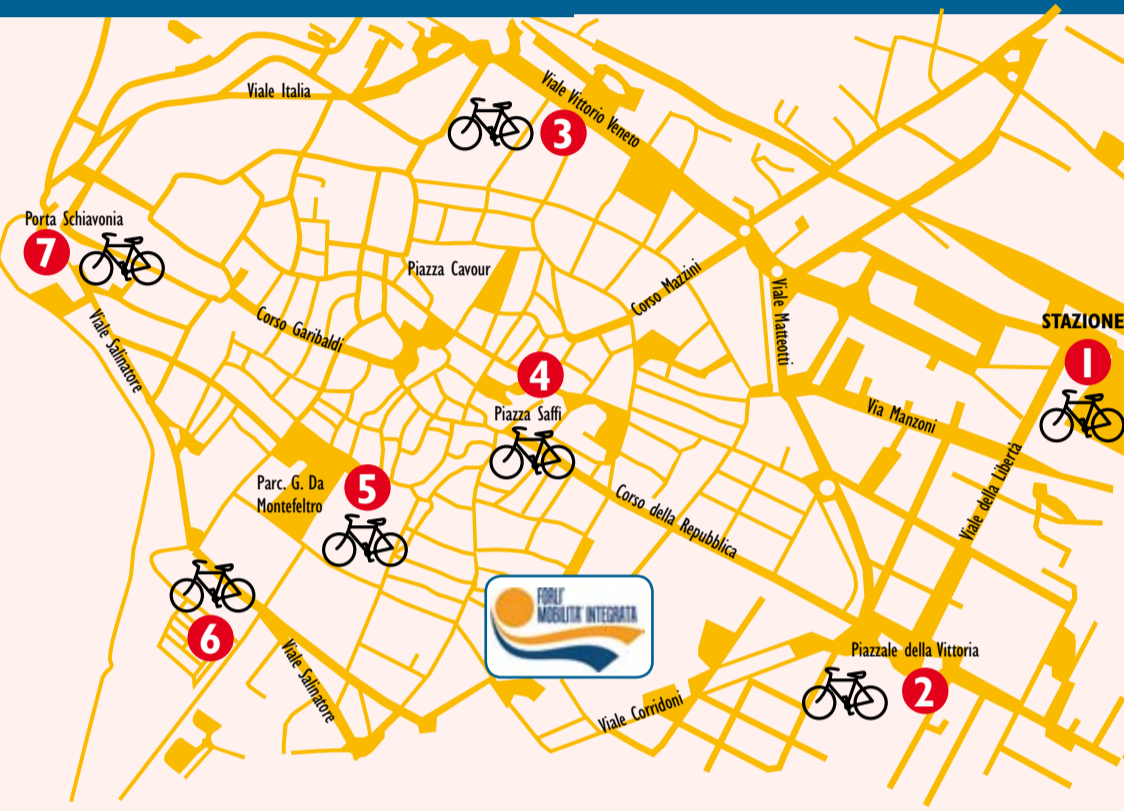 Viale Italia
Viale Vittorio Veneto
3
Porta Schiavonia
7
Piazza Cavour
Corso Mazzini
Viale Matteotti
Corso Garibaldi
Viale Salinatore
STAZIONE
1
4
Piazza Saffi
Via Manzoni
Viale della Libertà
Parc. G. Da
Montefeltro
5
Corso della Repubblica
FORLI'
MOBILITA' INTEGRATA
6
Viale Salinatore
Piazzale della Vittoria
2
Viale Corridoni